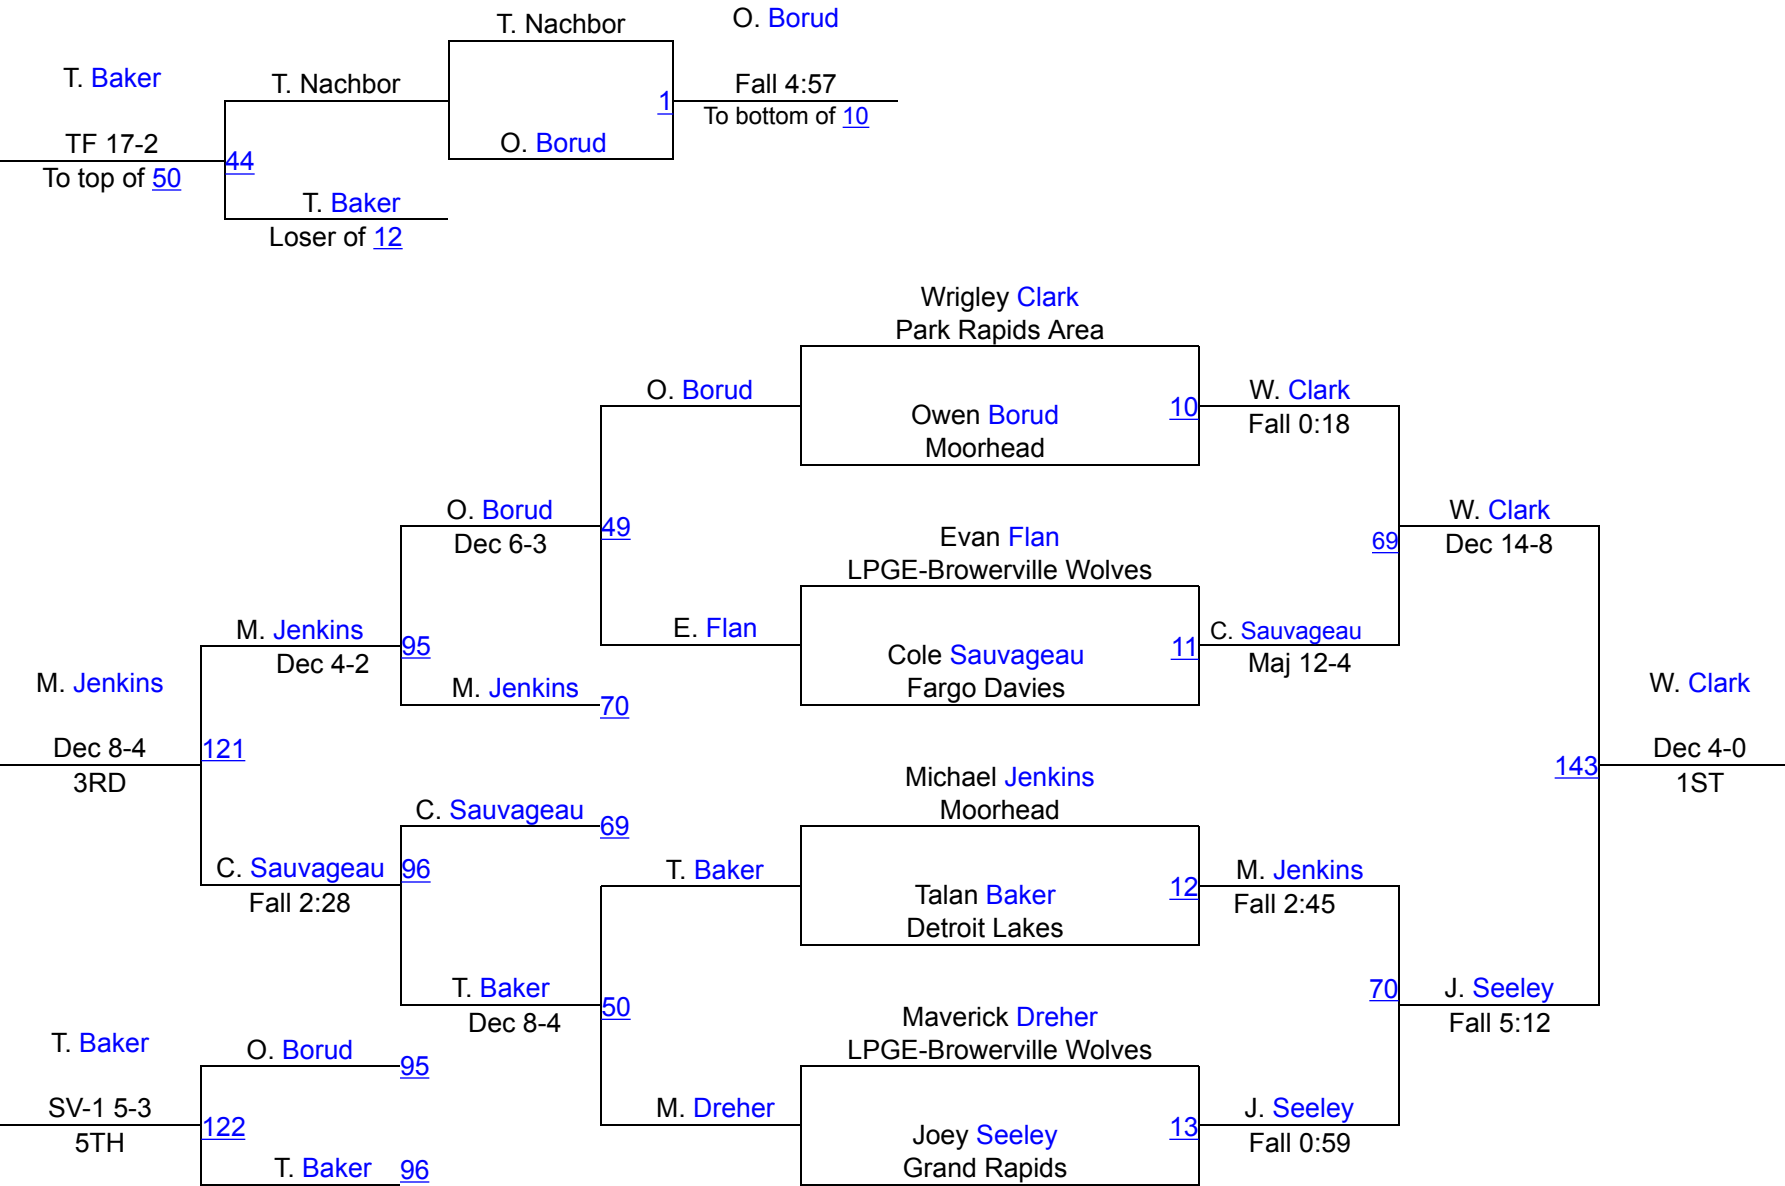 T. Nachbor
O. Borud
T. Baker
T. Nachbor
Fall 4:57
1
To bottom of 10
TF 17-2
O. Borud
44
To top of 50
T. Baker
Loser of 12
Wrigley Clark
Park Rapids Area
O. Borud
W. Clark
Owen Borud
10
Fall 0:18
Moorhead
O. Borud
W. Clark
49
Evan Flan
69
Dec 6-3
Dec 14-8
LPGE-Browerville Wolves
M. Jenkins
E. Flan
C. Sauvageau
95
Cole Sauvageau
11
Dec 4-2
Maj 12-4
M. Jenkins
M. Jenkins
70
Fargo Davies
W. Clark
Dec 8-4
121
Dec 4-0
3RD
Michael Jenkins
143
1ST
C. Sauvageau
69
Moorhead
C. Sauvageau
96
T. Baker
M. Jenkins
Talan Baker
12
Fall 2:28
Fall 2:45
Detroit Lakes
T. Baker
70
J. Seeley
50
Maverick Dreher
Dec 8-4
Fall 5:12
T. Baker
O. Borud
95
LPGE-Browerville Wolves
SV-1 5-3
122
M. Dreher
J. Seeley
5TH
Joey Seeley
13
Fall 0:59
T. Baker
96
Grand Rapids